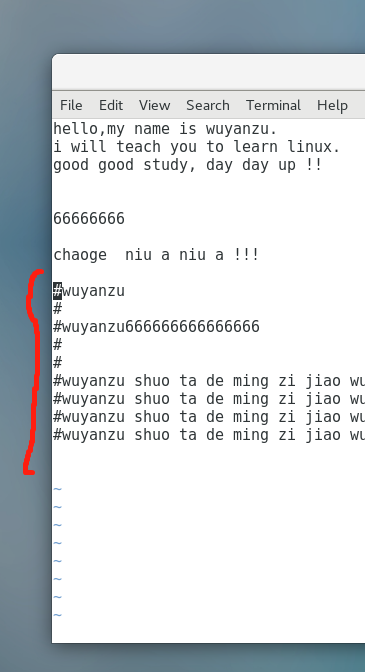 File Edit View Search Terminal Help
hello,my name is wuyanzu.
i will teach you to learn linux.
good good study, day day up !!
66666666
chaoge  niu a niu a !!!
#wuyanzu
#
#wuyanzu666666666666666
#
#
#wuyanzu shuo ta de ming zi jiao wu
#wuyanzu shuo ta de ming zi jiao wu
#wuyanzu shuo ta de ming zi jiao wu
#wuyanzu shuo ta de ming zi jiao wu
~
~
~
~
~
~
~
~